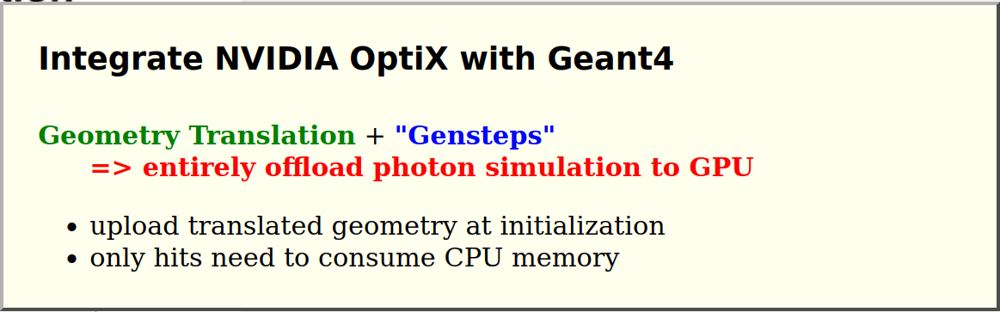 Integrate NVIDIA OptiX with Geant4
Geometry Translation + "Gensteps"
=> entirely offload photon simulation to GPU
• upload translated geometry at initialization
• only hits need to consume CPU memory